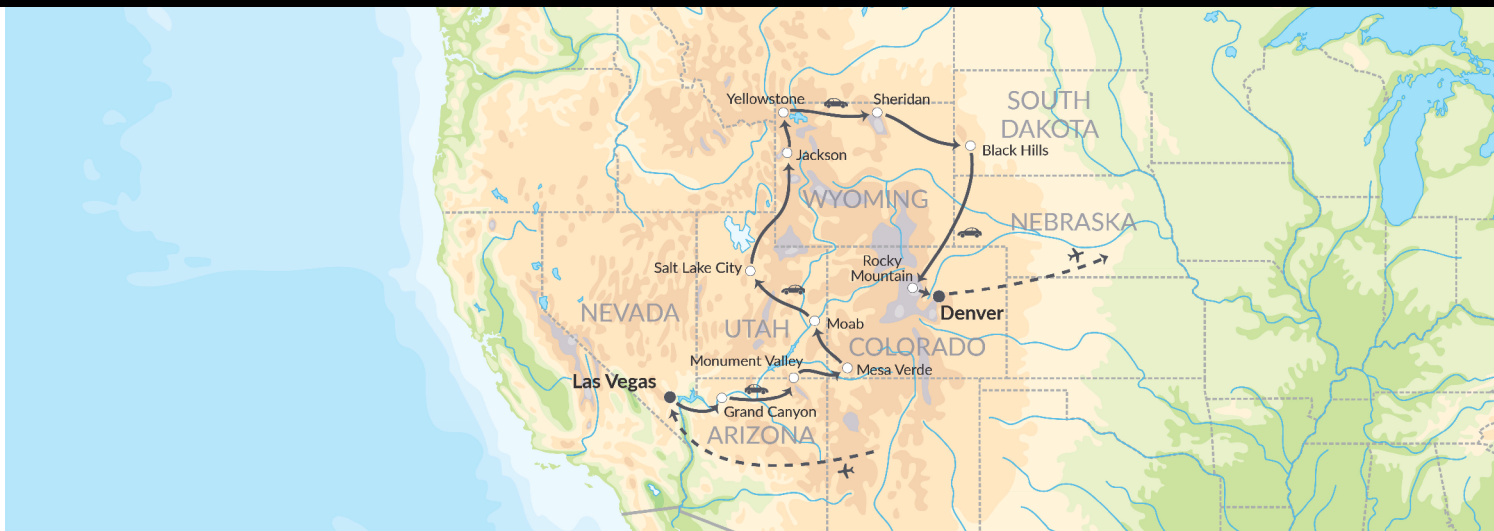 Yellowstone
Sheridan
SOUTH
DAKOTA
Jackson
Black Hills
WYOMING
NEBRASKA
Rocky
Mountain
Salt Lake City
Denver
NEVADA
UTAH
Moab
COLORADO
Monument Valley
Mesa Verde
Las Vegas
Grand Canyon
ARIZONA